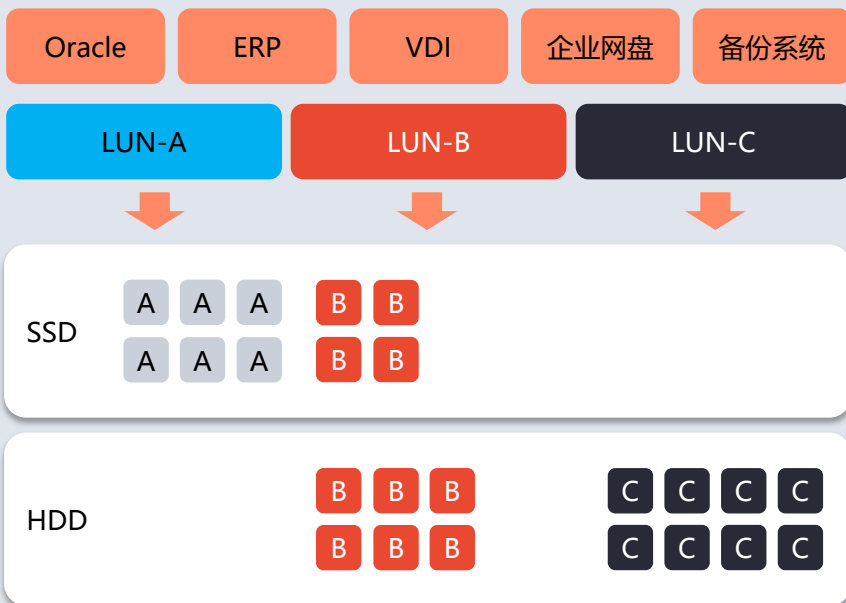 Oracle ERP VDI 企业网盘 备份系统
LUN-A LUN-B LUN-C
A A A B B
SSD
A A A B B
B B B C C C C
HDD
B B B C C C C